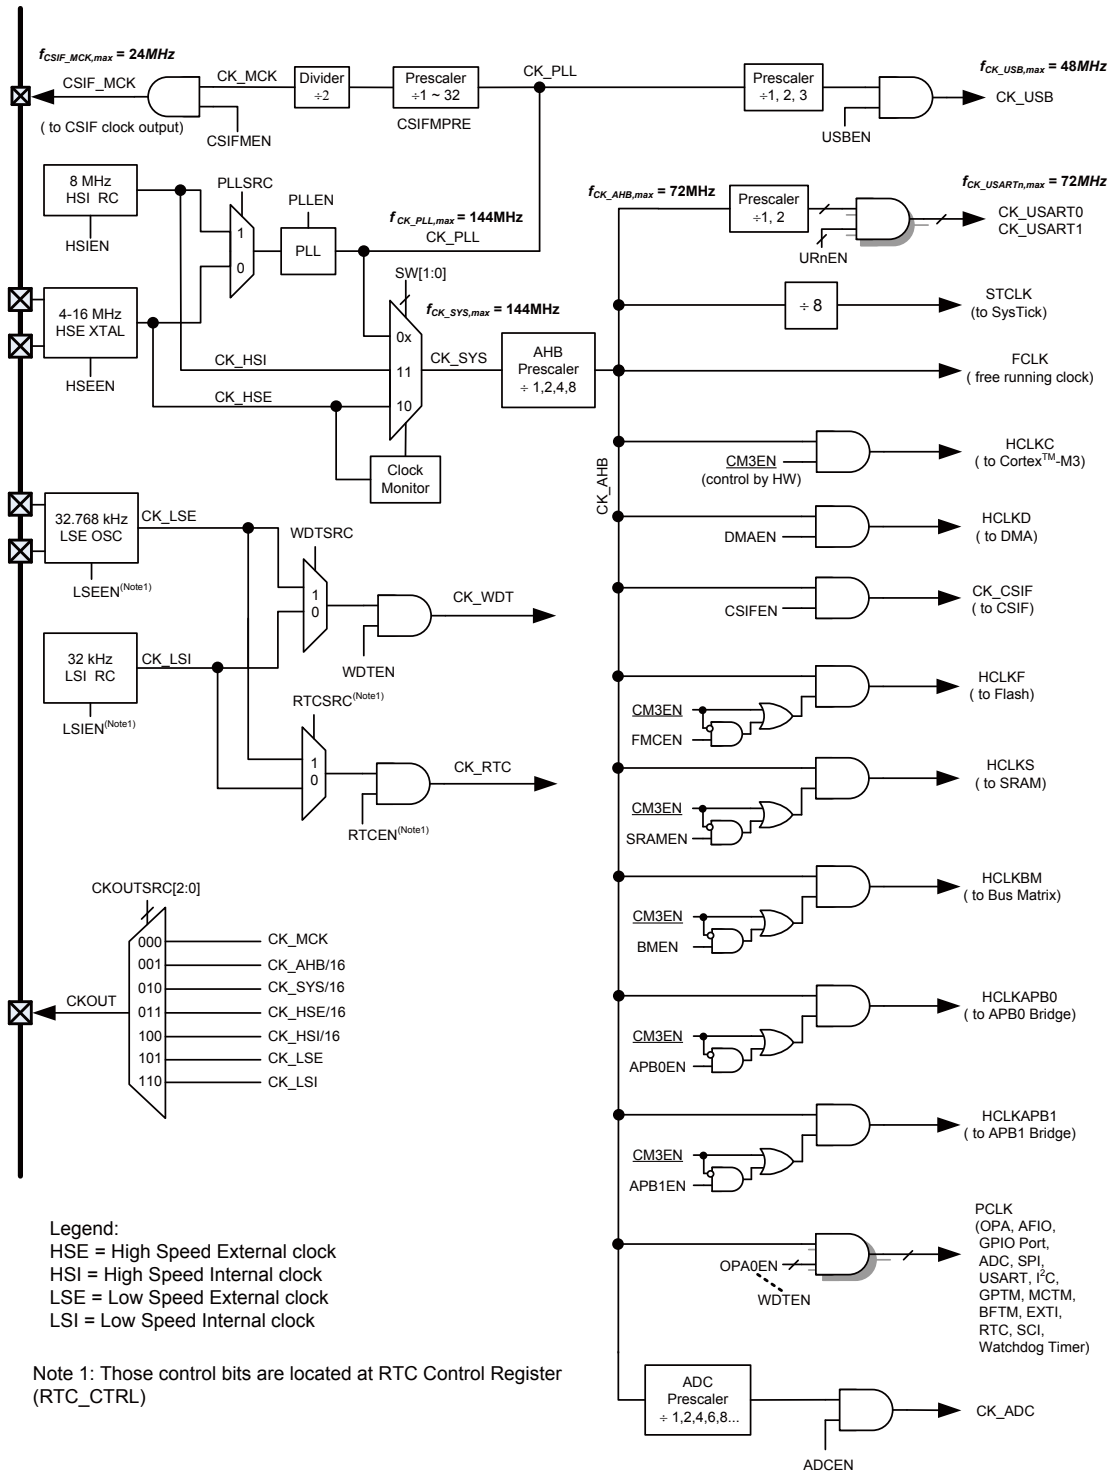 fCSIF_MCK,max = 24MHz
CSIF_MCK
( to CSIF clock output)
CK_MCK
CSIFMEN
Divider
÷2
Prescaler
÷1 ~ 32
CSIFMPRE
CK_PLL
Prescaler
÷1, 2, 3
USBEN
fCK_USB,max = 48MHz
CK_USB
8 MHz
HSI RC
HSIEN
PLLSRC
1
0
PLLEN
PLL
fCK_PLL,max = 144MHz
CK_PLL
4-16 MHz
HSE XTAL
HSEEN
SW[1:0]
0x
11
10
CK_HSI
CK_HSE
Clock
Monitor
fCK_SYS,max = 144MHz
CK_SYS
AHB
Prescaler
÷ 1,2,4,8
fCK_AHB,max = 72MHz
CK_AHB
Prescaler
÷1, 2
URnEN
fCK_USARTn,max = 72MHz
CK_USART0
CK_USART1
÷ 8
STCLK
(to SysTick)
FCLK
( free running clock)
CM3EN
(control by HW)
HCLKC
( to Cortex™-M3)
DMAEN
HCLKD
( to DMA)
CSIFEN
CK_CSIF
( to CSIF)
CM3EN
FMCEN
HCLKF
( to Flash)
CM3EN
SRAMEN
HCLKS
( to SRAM)
CM3EN
BMEN
HCLKBM
( to Bus Matrix)
CM3EN
APB0EN
HCLKAPB0
( to APB0 Bridge)
CM3EN
APB1EN
HCLKAPB1
( to APB1 Bridge)
OPA0EN
WDTEN
PCLK
(OPA, AFIO,
GPIO Port,
ADC, SPI,
USART, I²C,
GPTM, MCTM,
BFTM, EXTI,
RTC, SCI,
Watchdog Timer)
ADC
Prescaler
÷ 1,2,4,6,8...
ADCEN
CK_ADC
32.768 kHz
LSE OSC
LSEEN(Note1)
CK_LSE
WDTSRC
1
0
WDTEN
CK_WDT
32 kHz
LSI RC
LSIEN(Note1)
CK_LSI
RTCSRC(Note1)
1
0
RTCEN(Note1)
CK_RTC
CKOUTSRC[2:0]
CKOUT
000 CK_MCK
001 CK_AHB/16
010 CK_SYS/16
011 CK_HSE/16
100 CK_HSI/16
101 CK_LSE
110 CK_LSI
Legend:
HSE = High Speed External clock
HSI = High Speed Internal clock
LSE = Low Speed External clock
LSI = Low Speed Internal clock
Note 1: Those control bits are located at RTC Control Register
(RTC_CTRL)